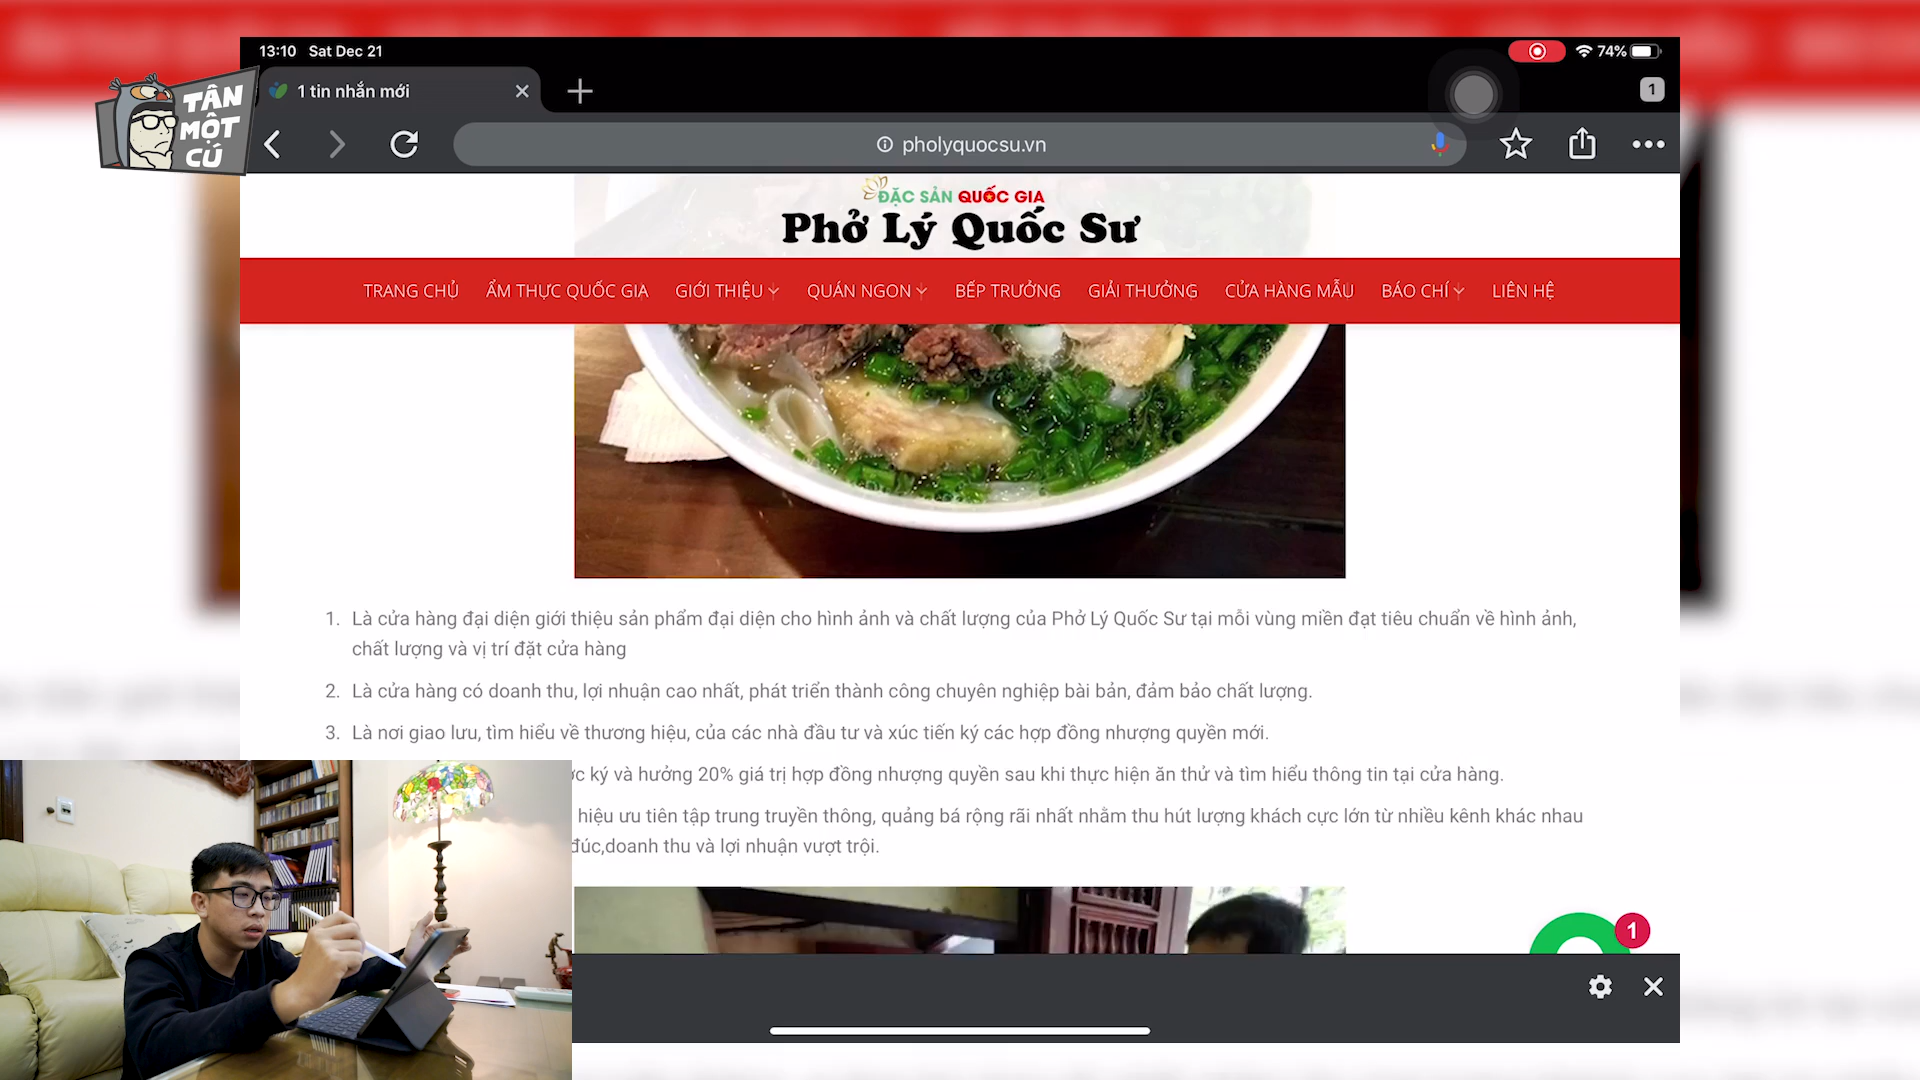 13:10 Sat Dec 21
74%
TÂN
MỘT
CÚ
1 tin nhắn mới
1
pholyquocsu.vn
ĐẶC SẢN QUỐC GIA
Phở Lý Quốc Sư
TRANG CHỦ ẨM THỰC QUỐC GIA GIỚI THIỆU QUÁN NGON BẾP TRƯỞNG GIẢI THƯỞNG CỬA HÀNG MẪU BÁO CHÍ LIÊN HỆ
1. Là cửa hàng đại diện giới thiệu sản phẩm đại diện cho hình ảnh và chất lượng của Phở Lý Quốc Sư tại mỗi vùng miền đạt tiêu chuẩn về hình ảnh,
chất lượng và vị trí đặt cửa hàng
2. Là cửa hàng có doanh thu, lợi nhuận cao nhất, phát triển thành công chuyên nghiệp bài bản, đảm bảo chất lượng.
3. Là nơi giao lưu, tìm hiểu về thương hiệu, của các nhà đầu tư và xúc tiến ký các hợp đồng nhượng quyền mới.
ký và hưởng 20% giá trị hợp đồng nhượng quyền sau khi thực hiện ăn thử và tìm hiểu thông tin tại cửa hàng.
hiệu ưu tiên tập trung truyền thông, quảng bá rộng rãi nhất nhằm thu hút lượng khách cực lớn từ nhiều kênh khác nhau
đúc,doanh thu và lợi nhuận vượt trội.
1